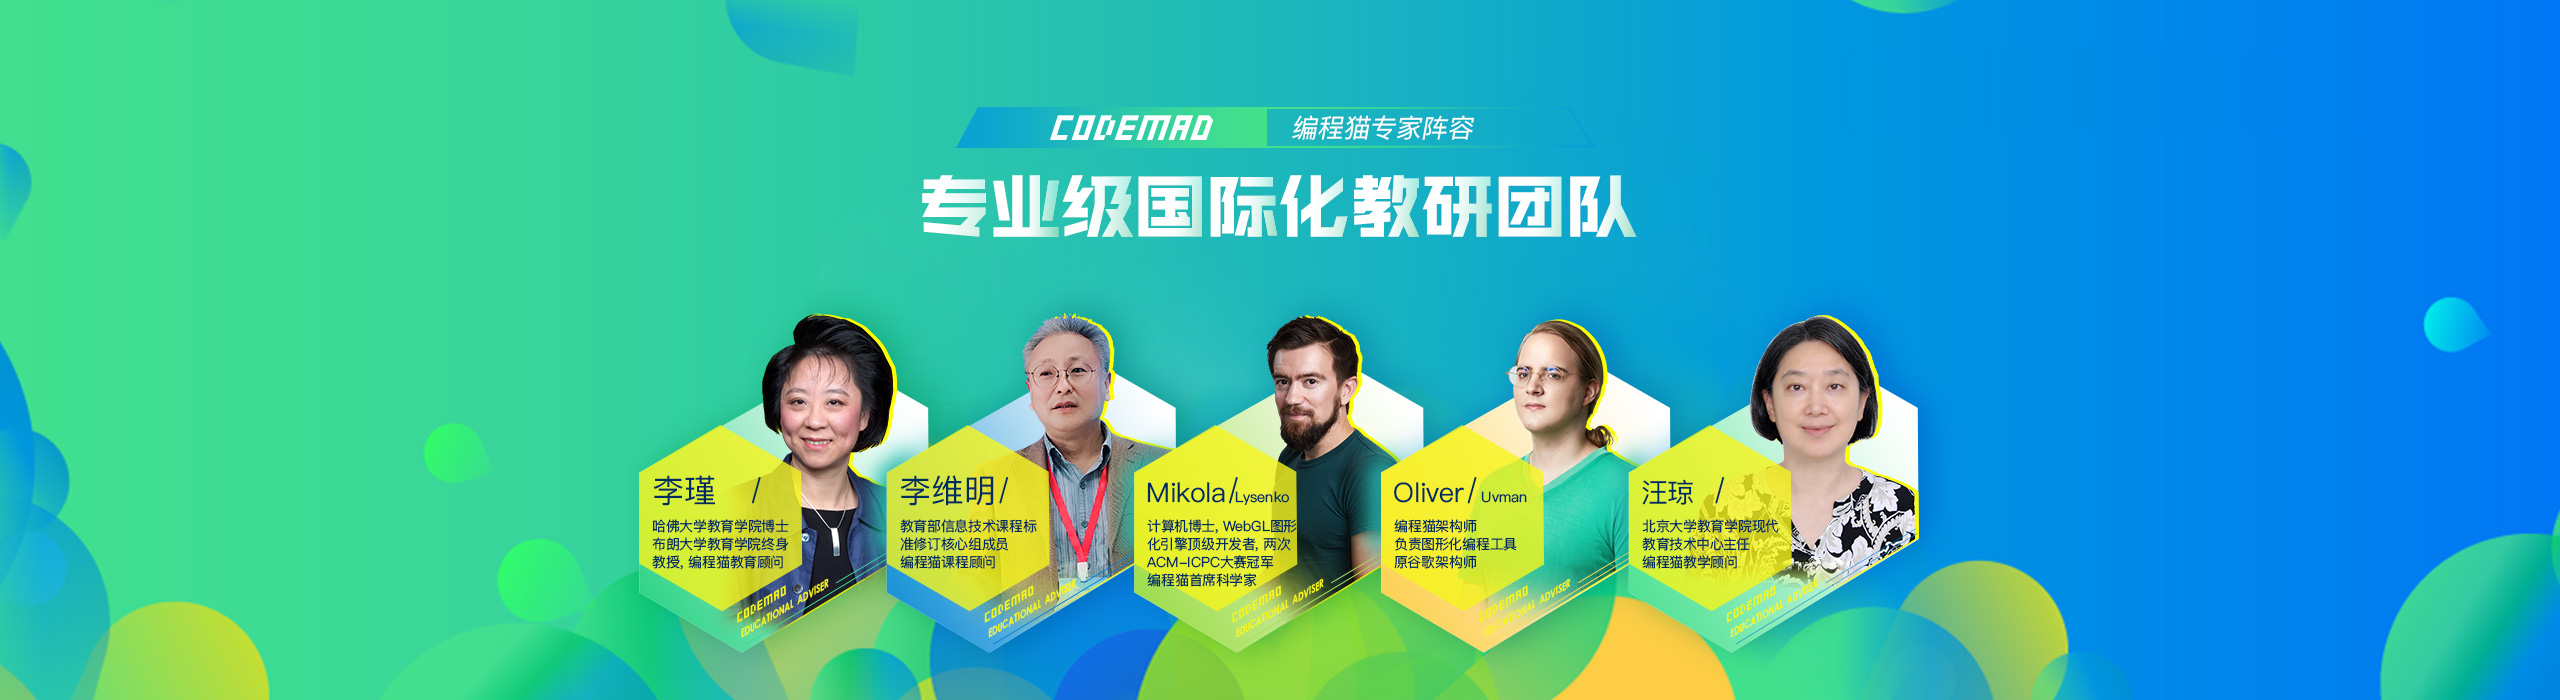 CODEMAO 编程猫专家阵容
专业级国际化教研团队
李瑾 /
哈佛大学教育学院博士
布朗大学教育学院终身
教授, 编程猫教育顾问
CODEMAO
EDUCATIONAL ADVISER
李维明 /
教育部信息技术课程标
准修订核心组成员
编程猫课程顾问
CODEMAO
EDUCATIONAL ADVISER
Mikola/Lysenko
计算机博士, WebGL图形
化引擎顶级开发者, 两次
ACM-ICPC大赛冠军
编程猫首席科学家
CODEMAO
EDUCATIONAL ADVISER
Oliver/ Uvman
编程猫架构师
负责图形化编程工具
原谷歌架构师
CODEMAO
EDUCATIONAL ADVISER
汪琼 /
北京大学教育学院现代
教育技术中心主任
编程猫教学顾问
CODEMAO
EDUCATIONAL ADVISER